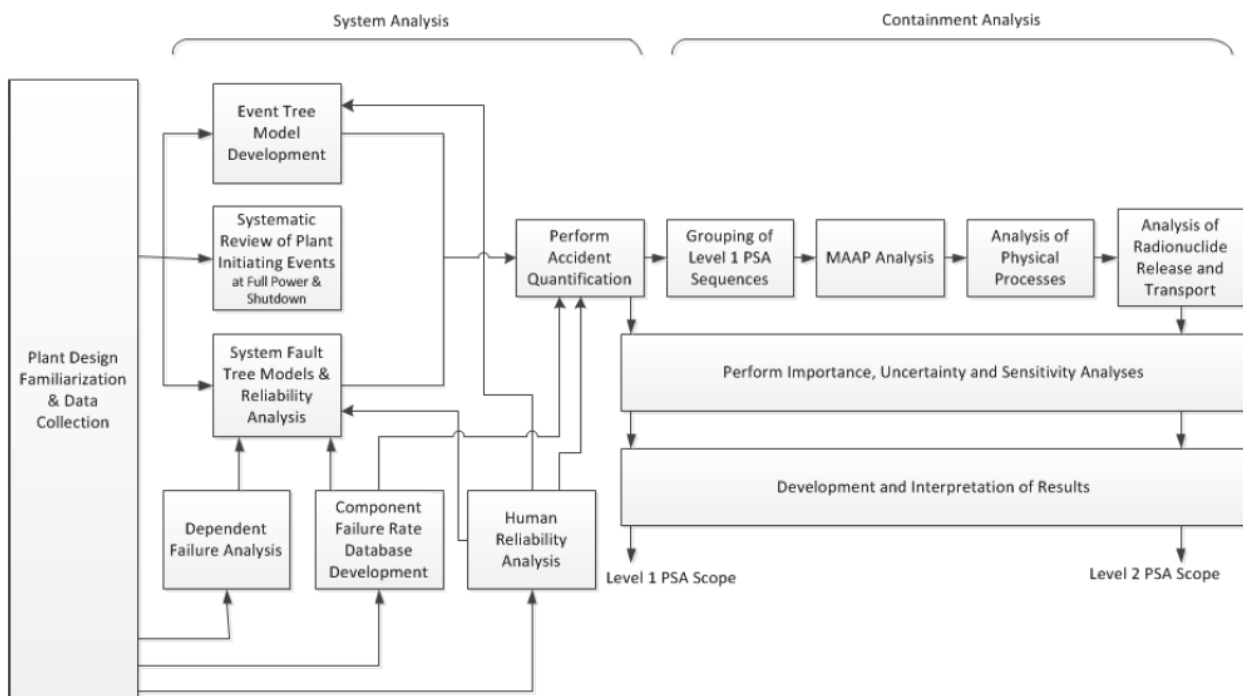 System Analysis
Containment Analysis
Plant Design
Familiarization
& Data
Collection
Event Tree
Model
Development
Systematic
Review of Plant
Initiating Events
at Full Power &
Shutdown
System Fault
Tree Models &
Reliability
Analysis
Dependent
Failure Analysis
Component
Failure Rate
Database
Development
Human
Reliability
Analysis
Perform
Accident
Quantification
Grouping of
Level 1 PSA
Sequences
MAAP Analysis
Analysis of
Physical
Processes
Analysis of
Radionuclide
Release and
Transport
Perform Importance, Uncertainty and Sensitivity Analyses
Development and Interpretation of Results
Level 1 PSA Scope
Level 2 PSA Scope